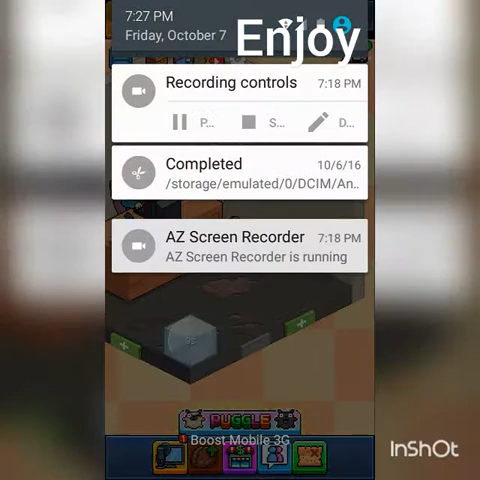 7:27 PM
Friday, October 7
Enjoy
Recording controls 7:18 PM
P... S... D...
Completed 10/6/16
/storage/emulated/0/DCIM/An..
AZ Screen Recorder 7:18 PM
AZ Screen Recorder is running
PUGGLE
Boost Mobile 3G
INSHOT